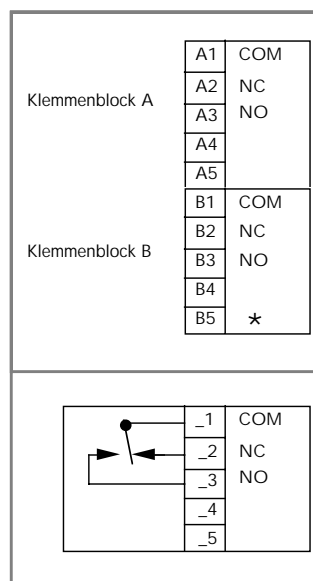 A1 COM
A2 NC
Klemmenblock A
A3 NO
A4
A5
B1 COM
B2 NC
Klemmenblock B
B3 NO
B4
B5 *
_1 COM
_2 NC
_3 NO
_4
_5